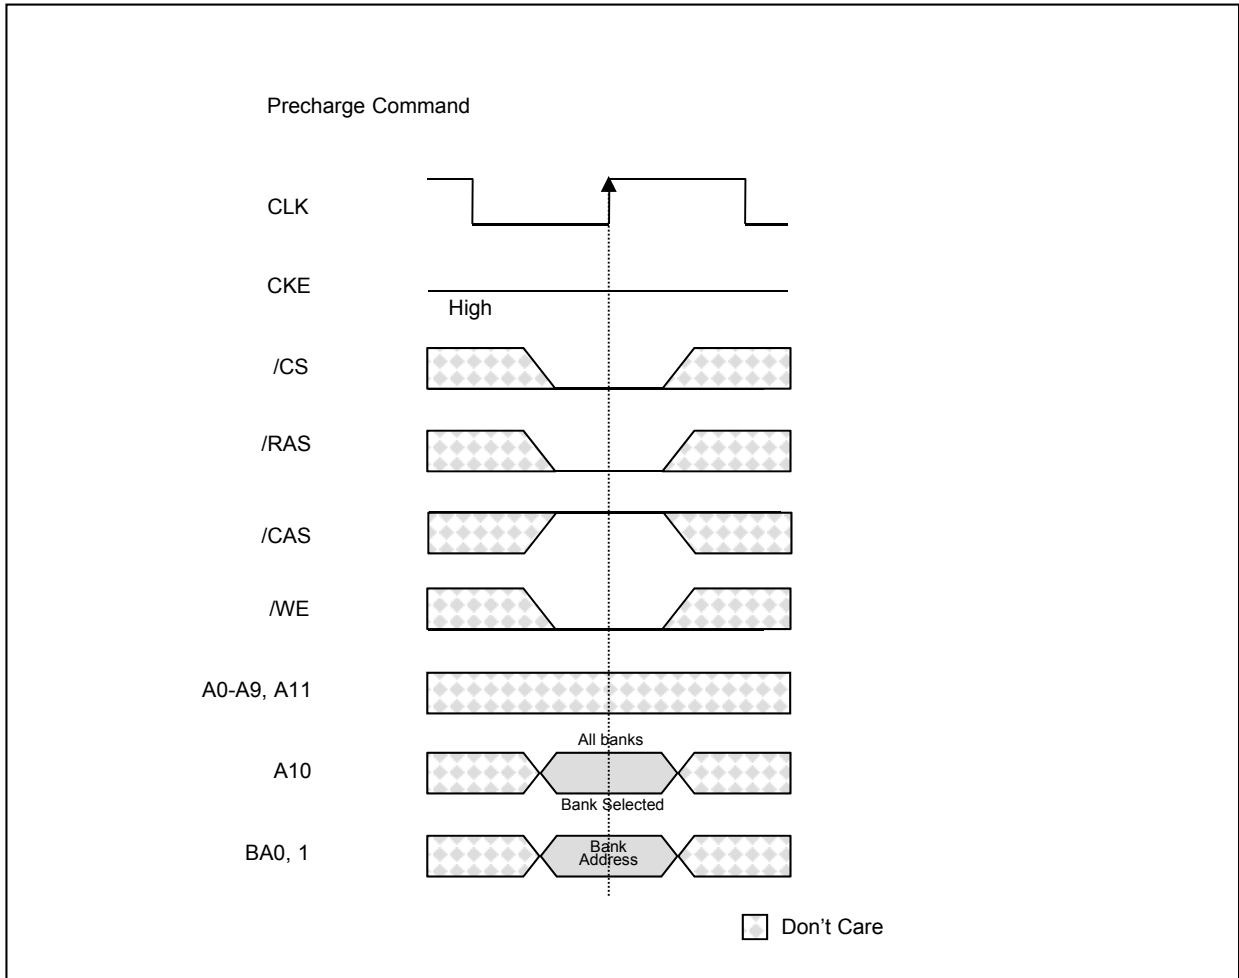 Precharge Command
CLK
CKE
High
/CS
/RAS
/CAS
/WE
A0-A9, A11
All banks
A10
Bank Selected
BA0, 1
Bank
Address
Don't Care